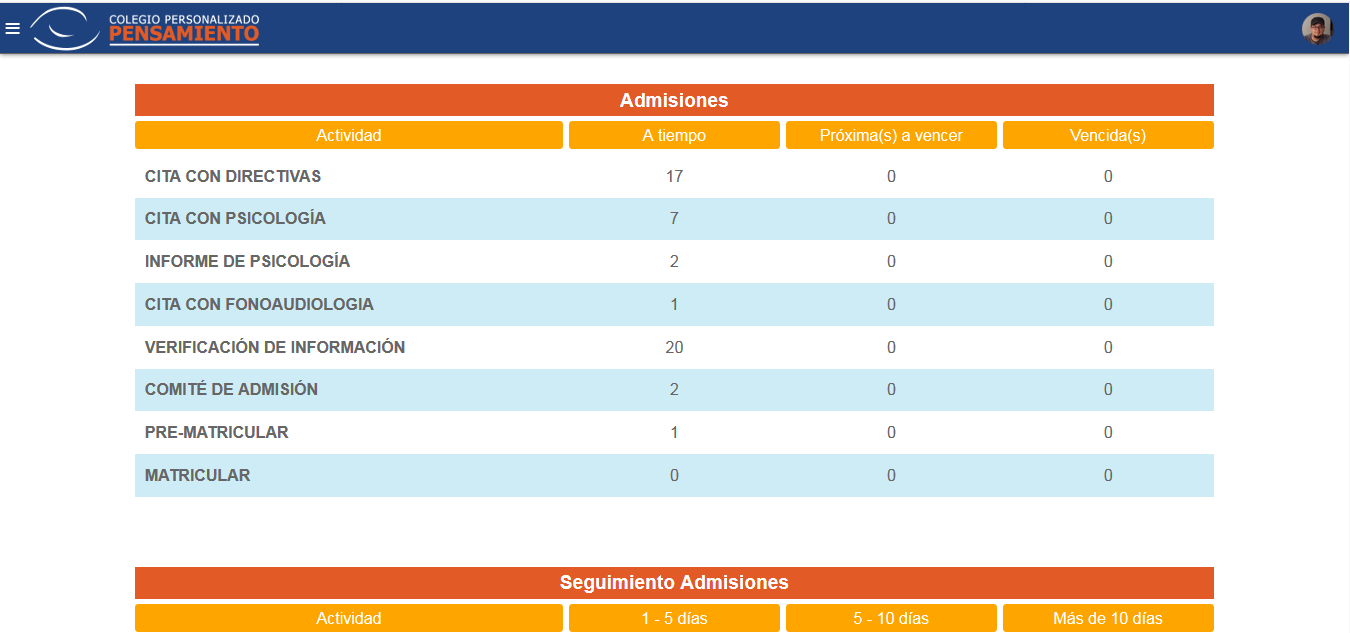 COLEGIO PERSONALIZADO
PENSAMIENTO
Admisiones
Actividad A tiempo Próxima(s) a vencer Vencida(s)
CITA CON DIRECTIVAS 17 0 0
CITA CON PSICOLOGÍA 7 0 0
INFORME DE PSICOLOGÍA 2 0 0
CITA CON FONOAUDIOLOGIA 1 0 0
VERIFICACIÓN DE INFORMACIÓN 20 0 0
COMITÉ DE ADMISIÓN 2 0 0
PRE-MATRICULAR 1 0 0
MATRICULAR 0 0 0
Seguimiento Admisiones
Actividad 1 - 5 días 5 - 10 días Más de 10 días